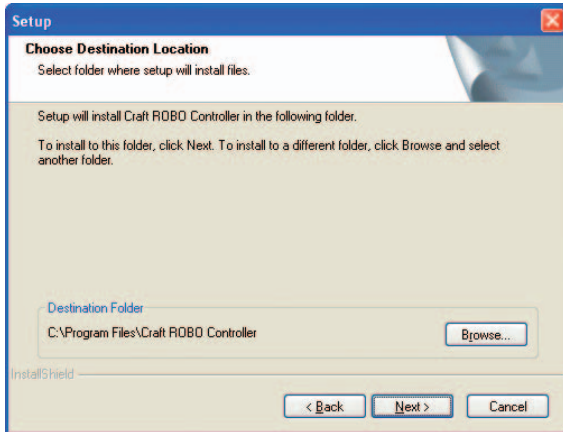 Setup
Choose Destination Location
Select folder where setup will install files.
Setup will install Craft ROBO Controller in the following folder.
To install to this folder, click Next. To install to a different folder, click Browse and select
another folder.
Destination Folder
C:\Program Files\Craft ROBO Controller
Browse...
InstallShield
< Back
Next >
Cancel